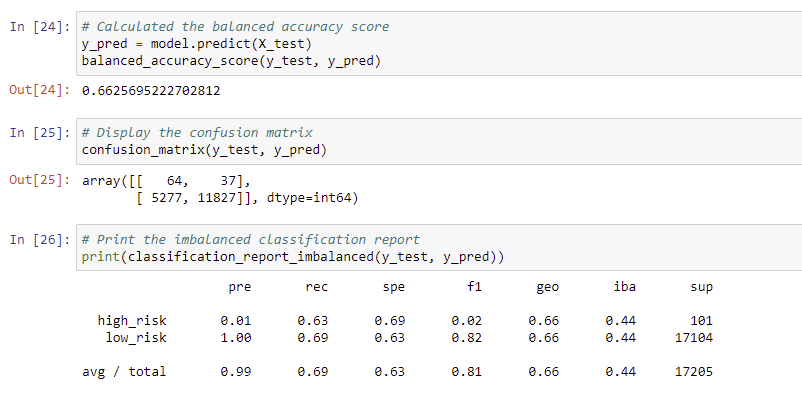 In [24]: # Calculated the balanced accuracy score
y_pred = model.predict(X_test)
balanced_accuracy_score(y_test, y_pred)
Out[24]: 0.6625695222702812
In [25]: # Display the confusion matrix
confusion_matrix(y_test, y_pred)
Out[25]: array([[   64,    37],
       [ 5277, 11827]], dtype=int64)
In [26]: # Print the imbalanced classification report
print(classification_report_imbalanced(y_test, y_pred))
pre rec spe f1 geo iba sup
high_risk 0.01 0.63 0.69 0.02 0.66 0.44 101
low_risk 1.00 0.69 0.63 0.82 0.66 0.44 17104
avg / total 0.99 0.69 0.63 0.81 0.66 0.44 17205